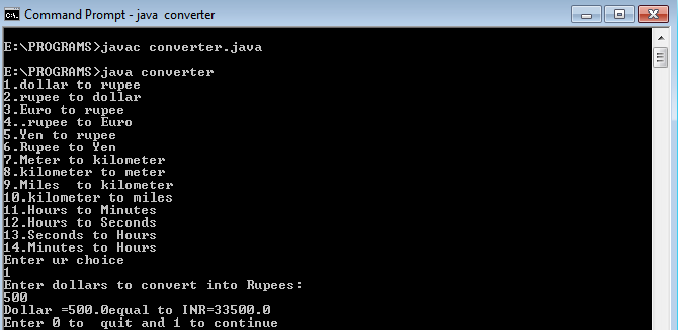 Command Prompt - java  converter
E:\PROGRAMS>javac converter.java
E:\PROGRAMS>java converter
1.dollar to rupee
2.rupee to dollar
3.Euro to rupee
4..rupee to Euro
5.Yen to rupee
6.Rupee to Yen
7.Meter to kilometer
8.kilometer to meter
9.Miles  to kilometer
10.kilometer to miles
11.Hours to Minutes
12.Hours to Seconds
13.Seconds to Hours
14.Minutes to Hours
Enter ur choice
1
Enter dollars to convert into Rupees:
500
Dollar =500.0equal to INR=33500.0
Enter 0 to  quit and 1 to continue